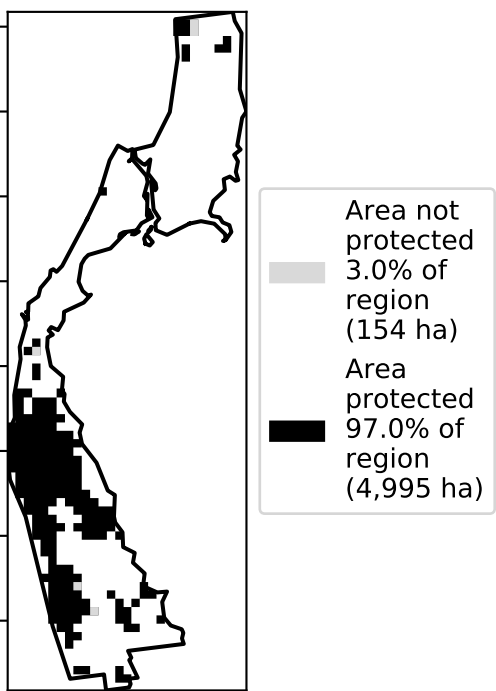 Area not
protected
3.0% of
region
(154 ha)
Area
protected
97.0% of
region
(4,995 ha)